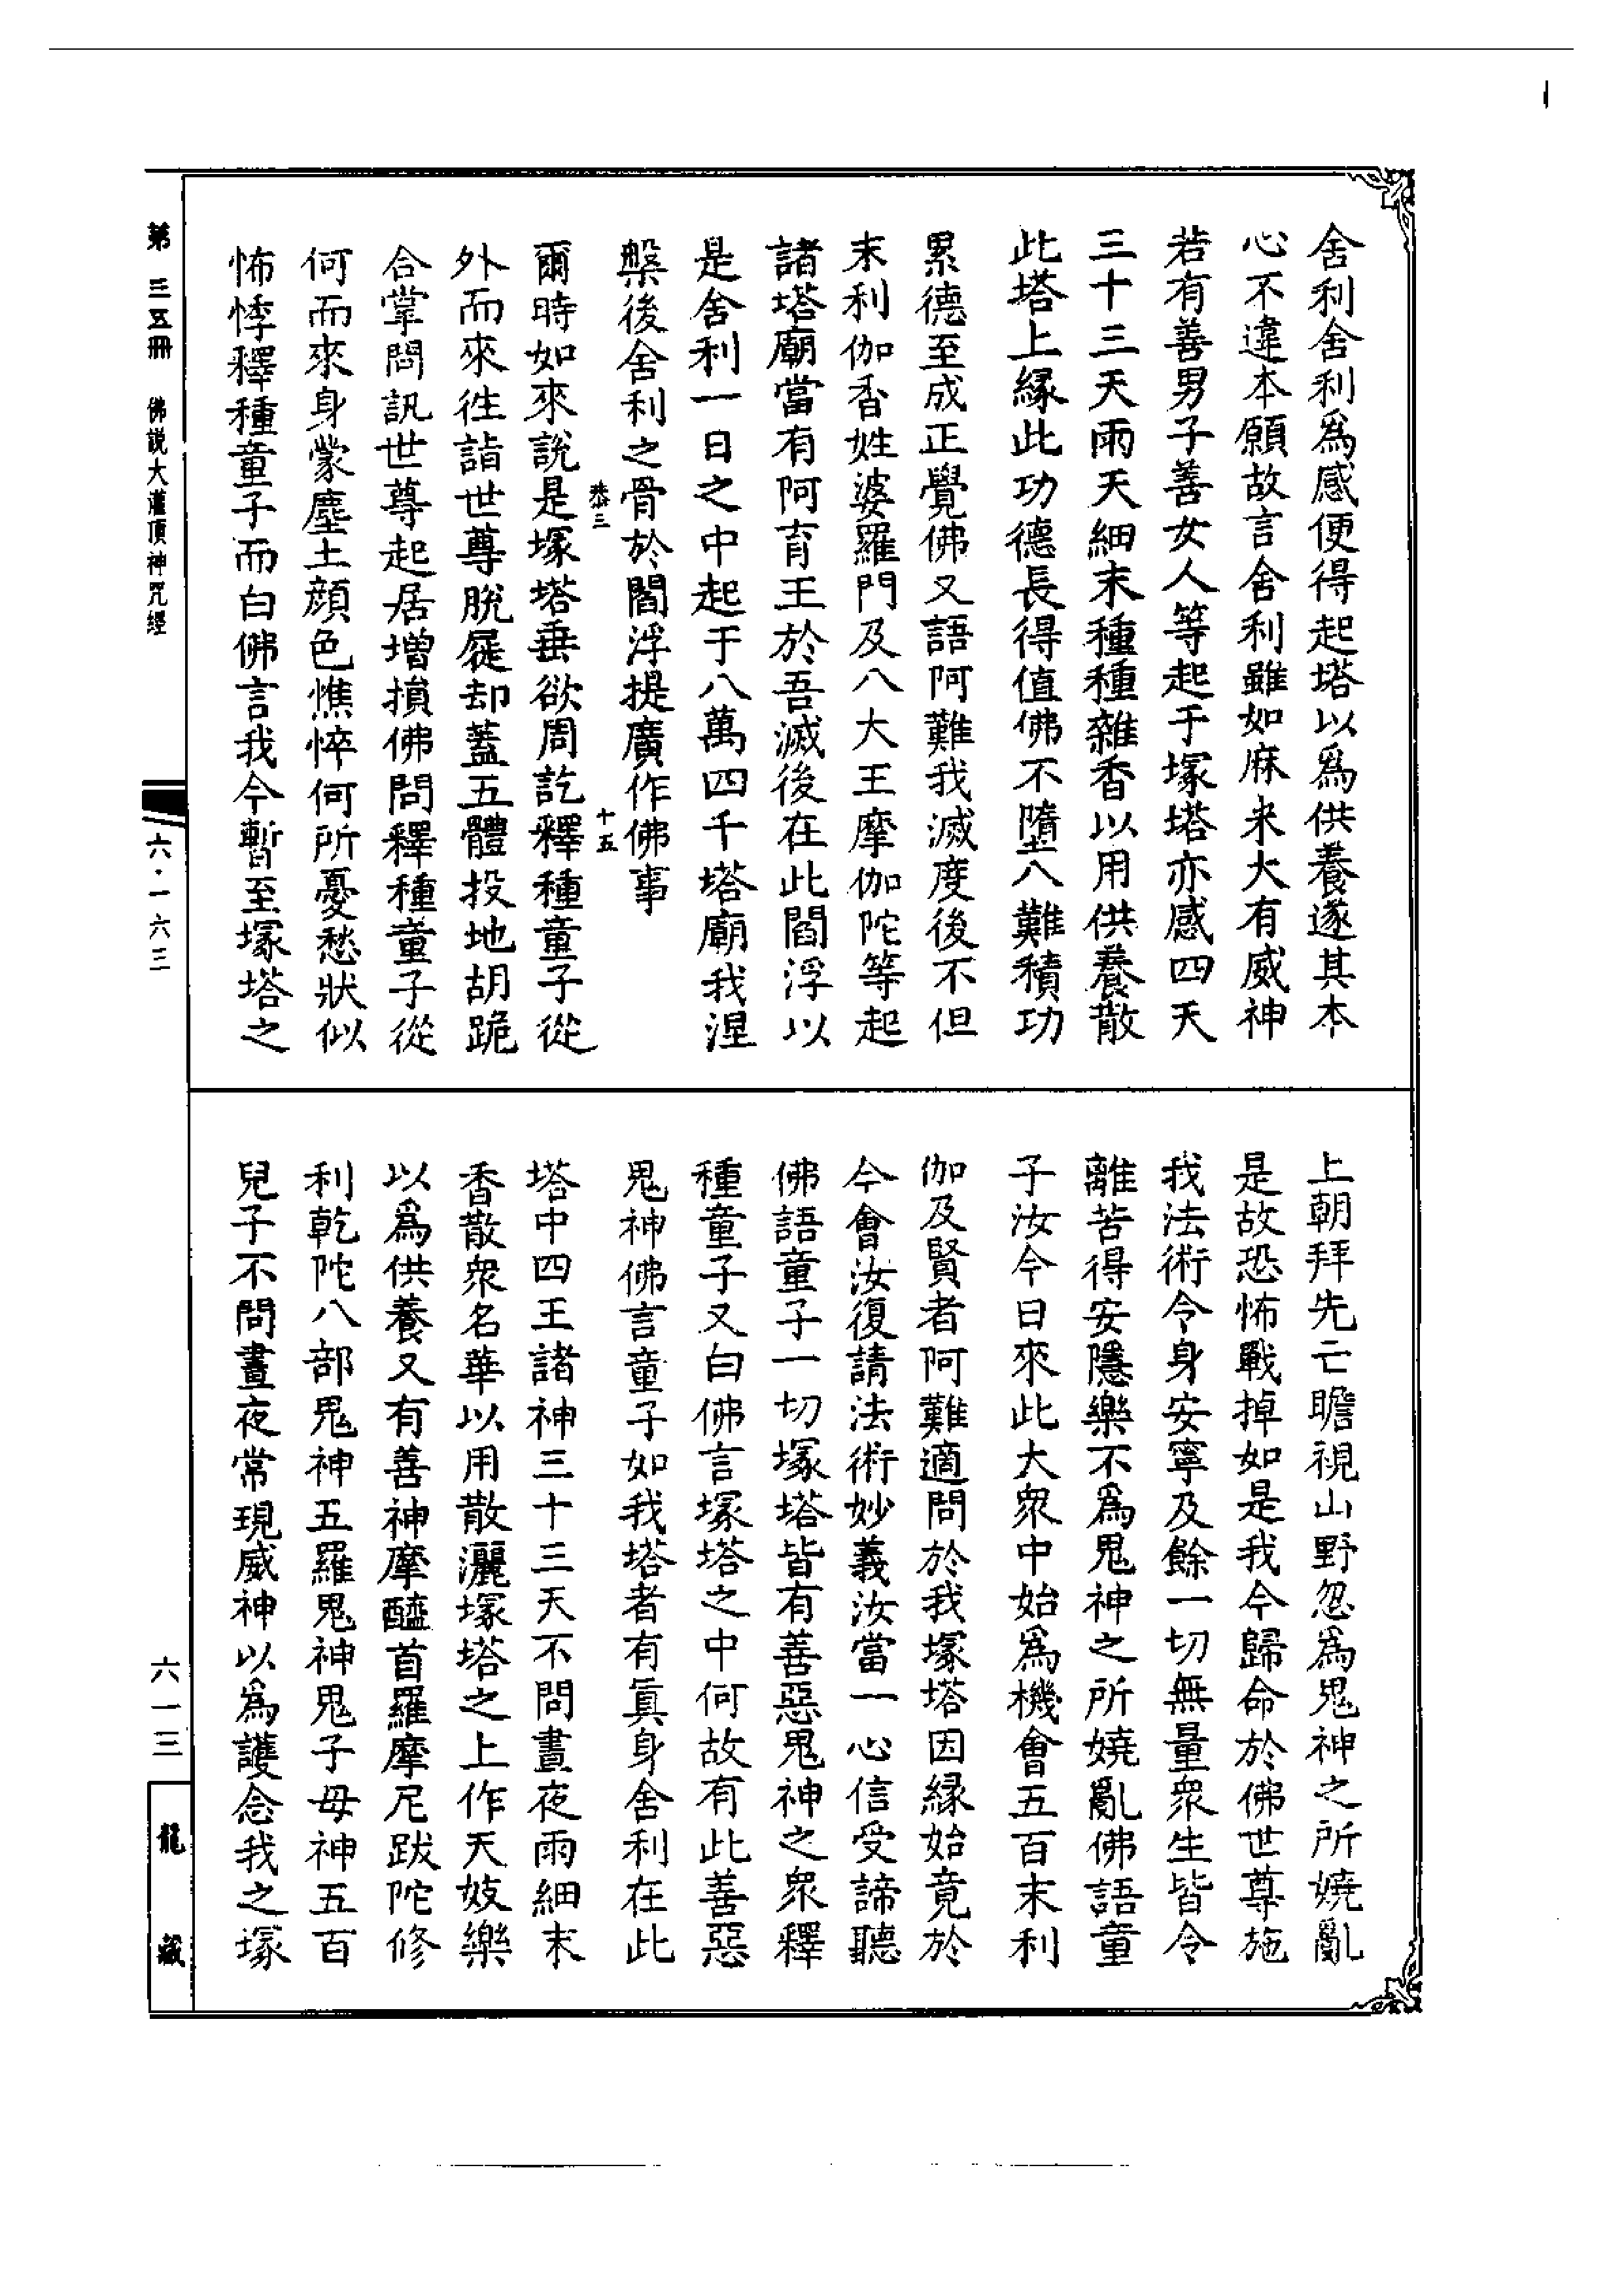 舍利舍利爲感便得起塔以爲供養遂其本
心不違本願故言舍利雖如麻米大有威神
若有善男子善女人等起于塚塔亦感四天
三十三天雨天細末種種雜香以用供養散
此塔上緣此功德長得值佛不墮八難積功
累德至成正覺佛又語阿難我滅度後不但
末利伽香姓婆羅門及八大王摩伽陀等起
諸塔廟當有阿育王於吾滅後在此閻浮以
是舍利一日之中起于八萬四千塔廟我涅
槃後舍利之骨於閻浮提廣作佛事
恭三 十五
爾時如來說是塚塔垂欲周訖釋種童子從
外而來徃詣世尊脫屣却蓋五體投地胡跪
合掌問訊世尊起居增損佛問釋種童子從
何而來身蒙塵土顏色憔悴何所憂愁狀似
怖悸釋種童子而白佛言我今暫至塚塔之
上朝拜先亡瞻視山野忽爲鬼神之所嬈亂
是故恐怖戰掉如是我今歸命於佛世尊施
我法術令身安寧及餘一切無量衆生皆令
離苦得安隱樂不爲鬼神之所嬈亂佛語童
子汝今日來此大衆中始爲機會五百末利
伽及賢者阿難適問於我塚塔因緣始竟於
今會汝復請法術妙義汝當一心信受諦聽
佛語童子一切塚塔皆有善惡鬼神之衆釋
種童子又白佛言塚塔之中何故有此善惡
鬼神佛言童子如我塔者有真身舍利在此
塔中四王諸神三十三天不問晝夜雨細末
香散衆名華以用散灑塚塔之上作天妓樂
以爲供養又有善神摩醯首羅摩尼跋陀修
利乾陀八部鬼神五羅鬼神鬼子母神五百
兒子不問晝夜常現威神以爲護念我之塚
第三五冊 佛説大灌頂神咒經
六·一六三
六一三
龍藏